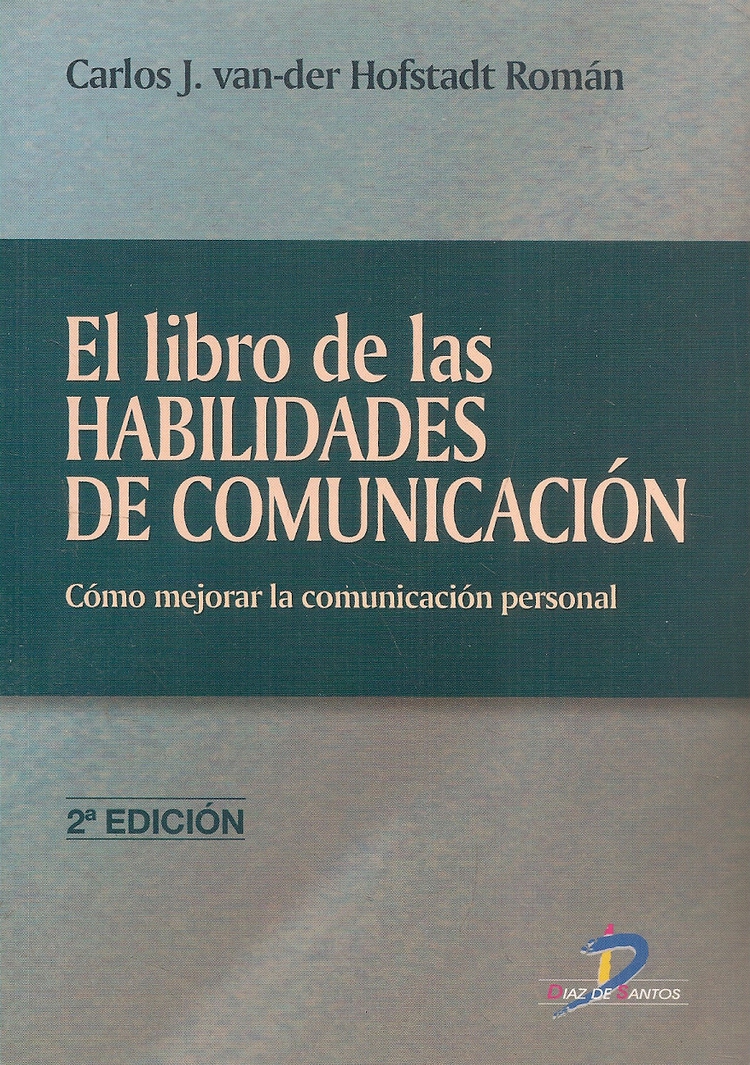 Carlos J. van-der Hofstadt Román
El libro de las
HABILIDADES
DE COMUNICACIÓN
Cómo mejorar la comunicación personal
2ª EDICIÓN
DIAZ DE SANTOS